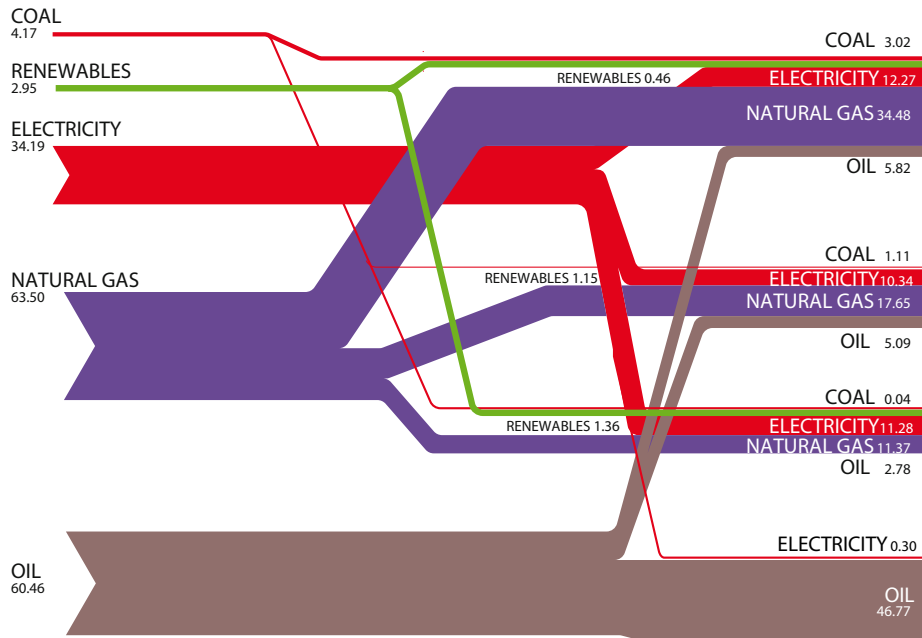 COAL
4.17
RENEWABLES
2.95
ELECTRICITY
34.19
NATURAL GAS
63.50
OIL
60.46
COAL 3.02
RENEWABLES 0.46
ELECTRICITY 12.27
NATURAL GAS 34.48
OIL 5.82
COAL 1.11
RENEWABLES 1.15
ELECTRICITY 10.34
NATURAL GAS 17.65
OIL 5.09
COAL 0.04
RENEWABLES 1.36
ELECTRICITY 11.28
NATURAL GAS 11.37
OIL 2.78
ELECTRICITY 0.30
OIL
46.77